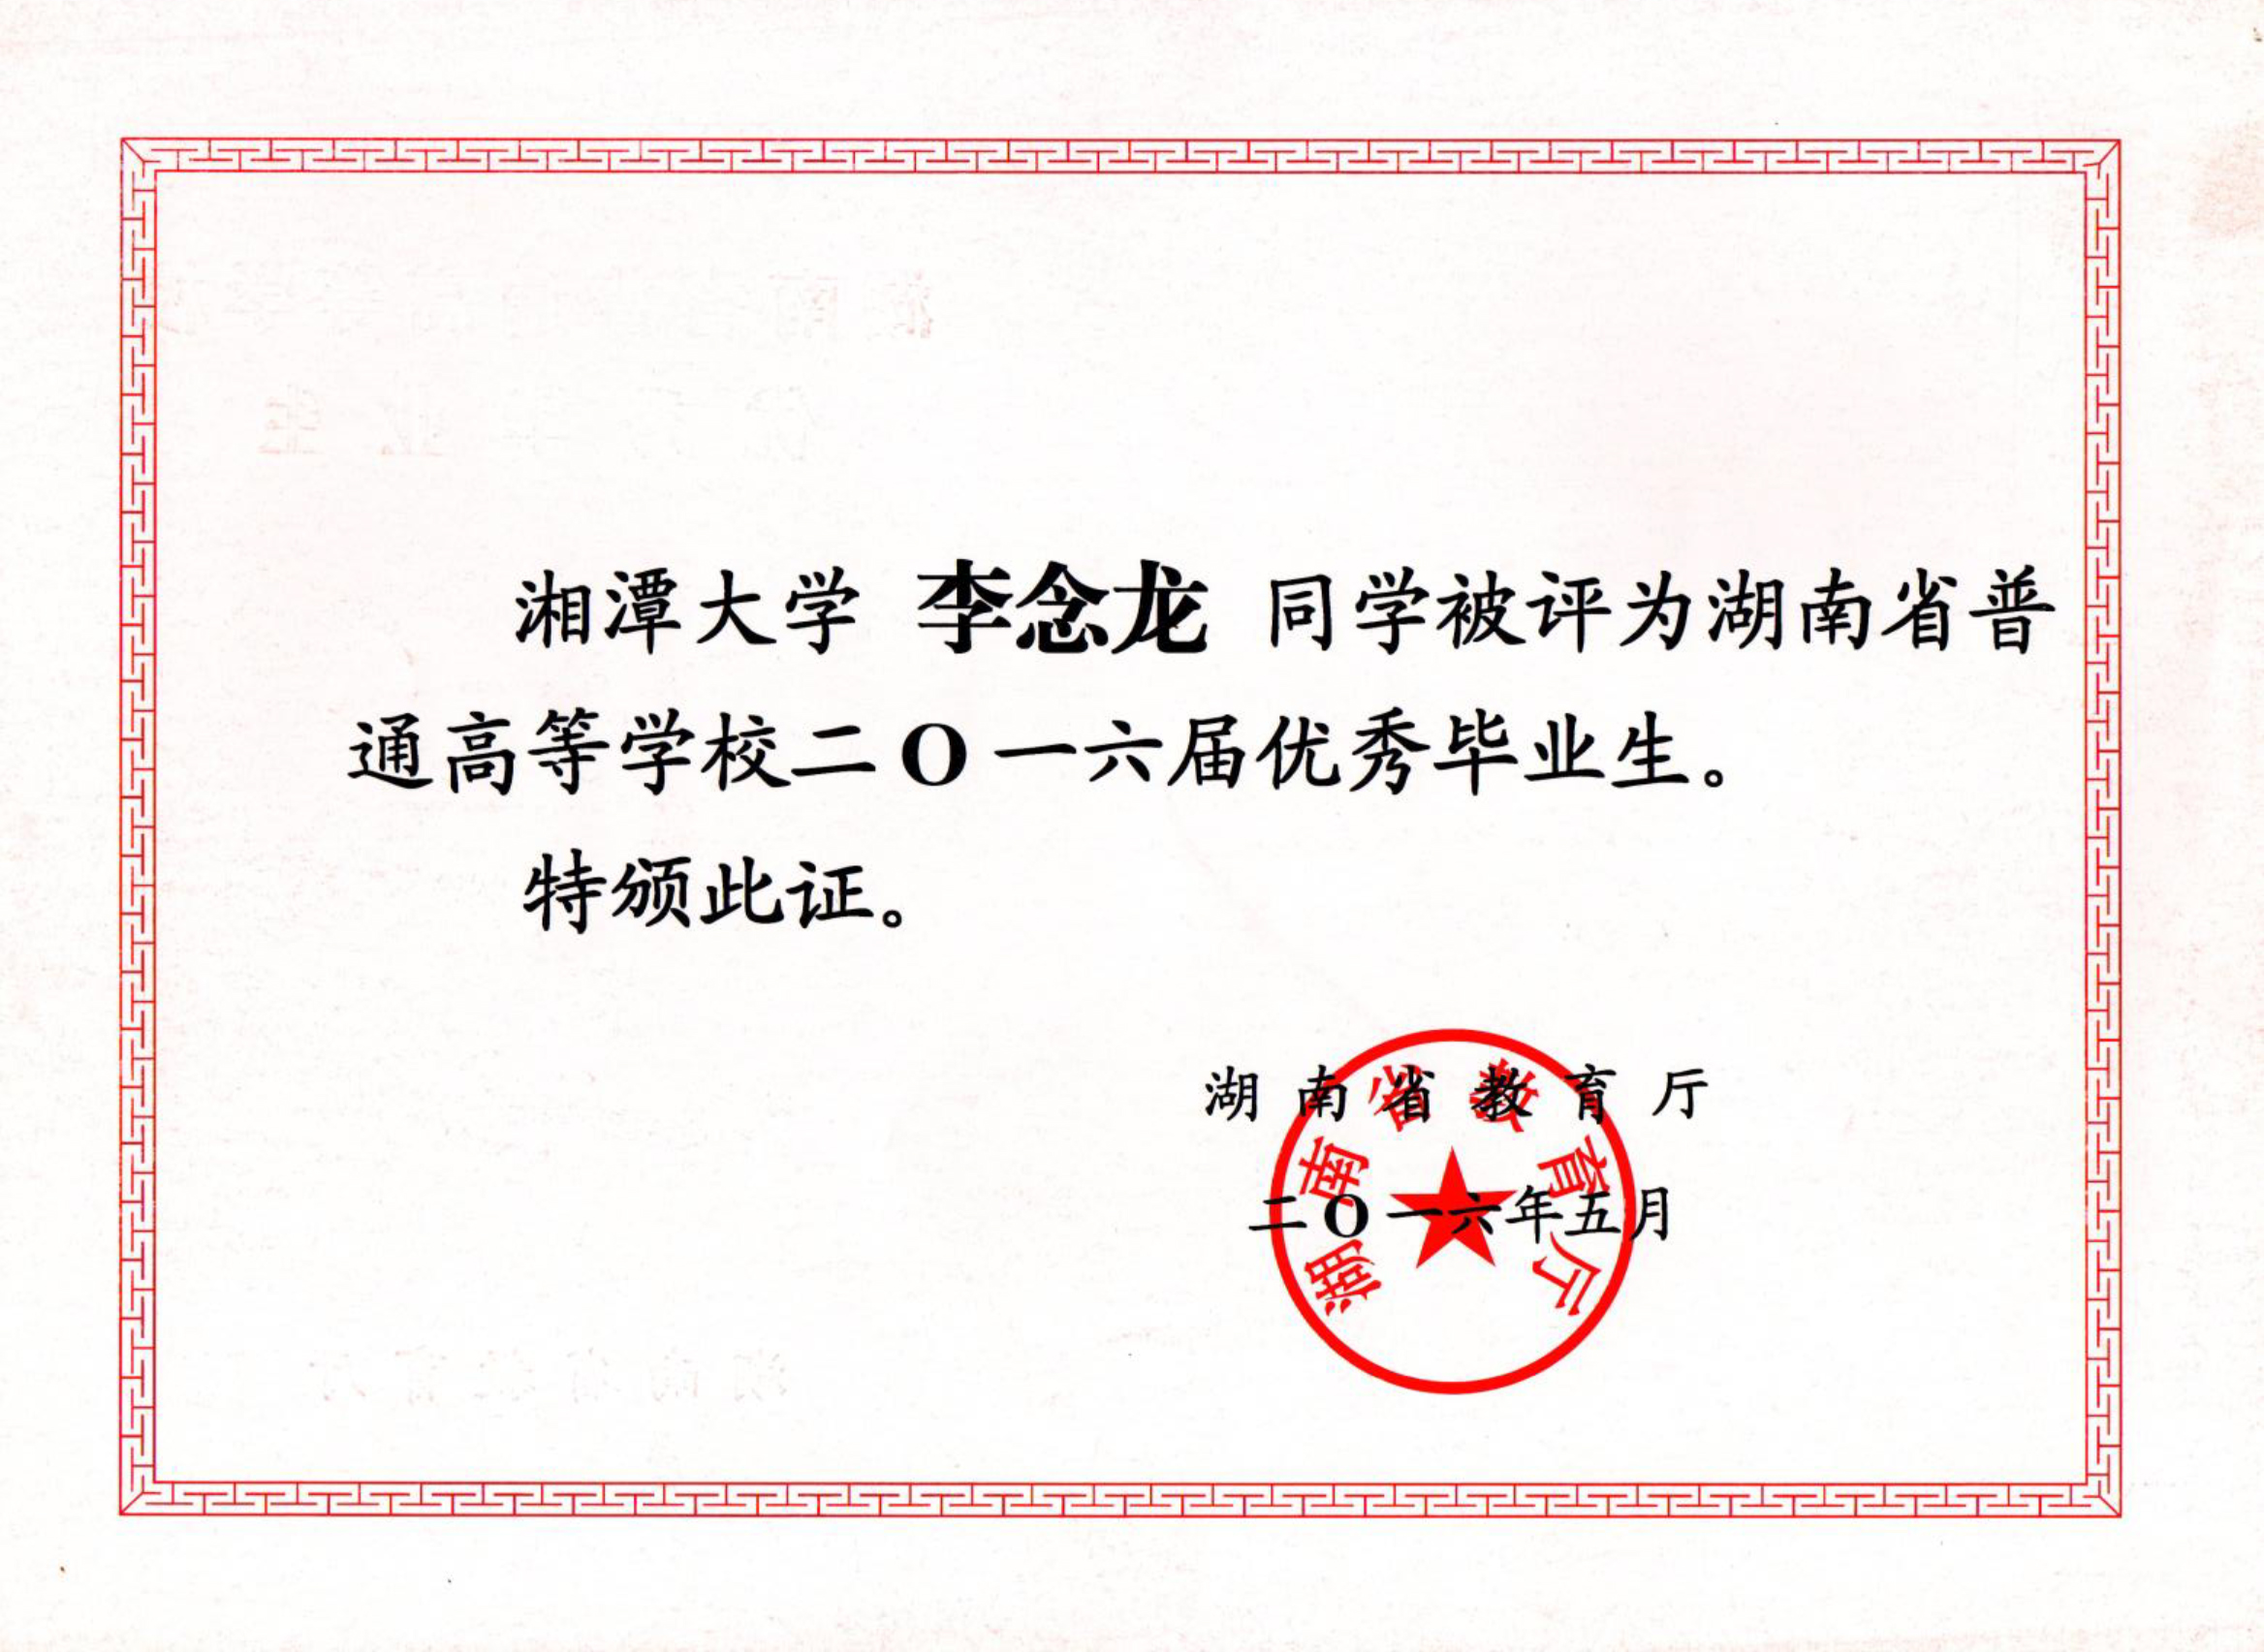 湘潭大学 李念龙 同学被评为湖南省普
通高等学校二O一六届优秀毕业生。
特颁此证。
湖南省教育厅
二O一六年五月
湖南省教育厅